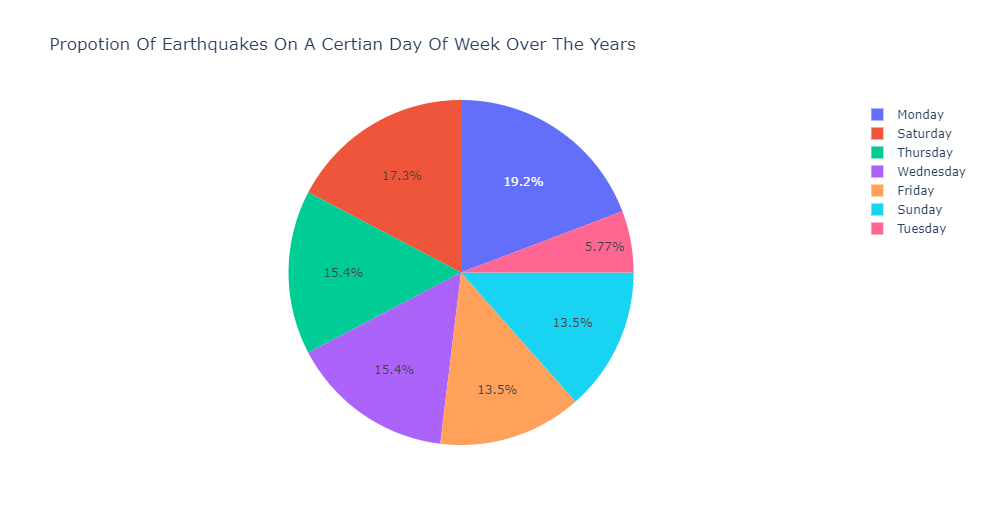 Propotion Of Earthquakes On A Certian Day Of Week Over The Years
Monday
Saturday
Thursday
Wednesday
Friday
Sunday
Tuesday
17.3%
19.2%
5.77%
15.4%
13.5%
15.4%
13.5%